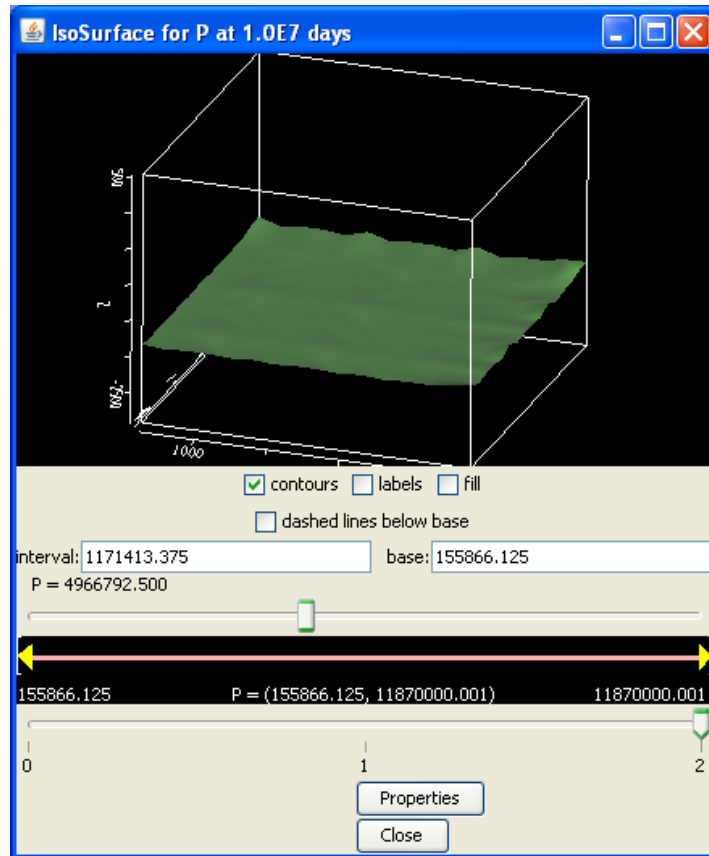 IsoSurface for P at 1.0E7 days
Z
1000
contours labels fill
dashed lines below base
interval: 1171413.375 base: 155866.125
P = 4966792.500
155866.125 P = (155866.125, 11870000.001) 11870000.001
0 1 2
Properties
Close